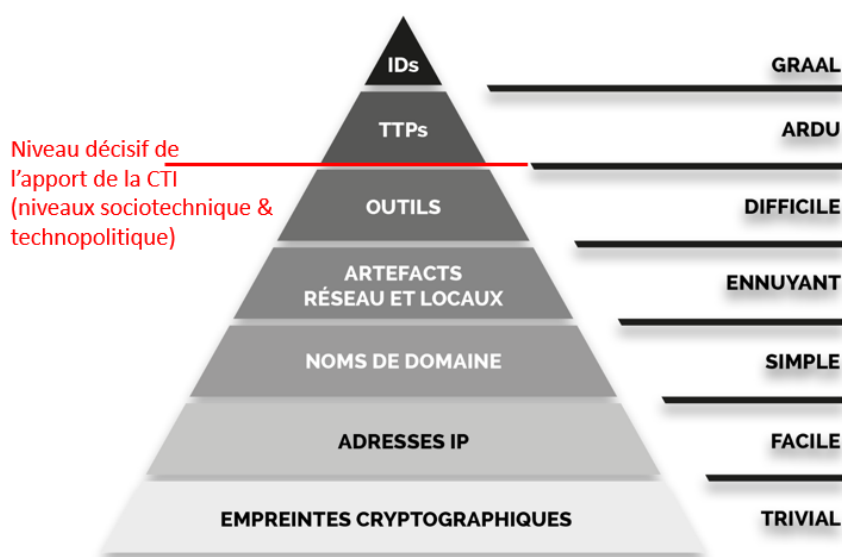 IDs
GRAAL
TTPs
ARDU
Niveau décisif de
l’apport de la CTI
(niveaux sociotechnique &
technopolitique)
OUTILS
DIFFICILE
ARTEFACTS
RÉSEAU ET LOCAUX
ENNUYANT
NOMS DE DOMAINE
SIMPLE
ADRESSES IP
FACILE
EMPREINTES CRYPTOGRAPHIQUES
TRIVIAL